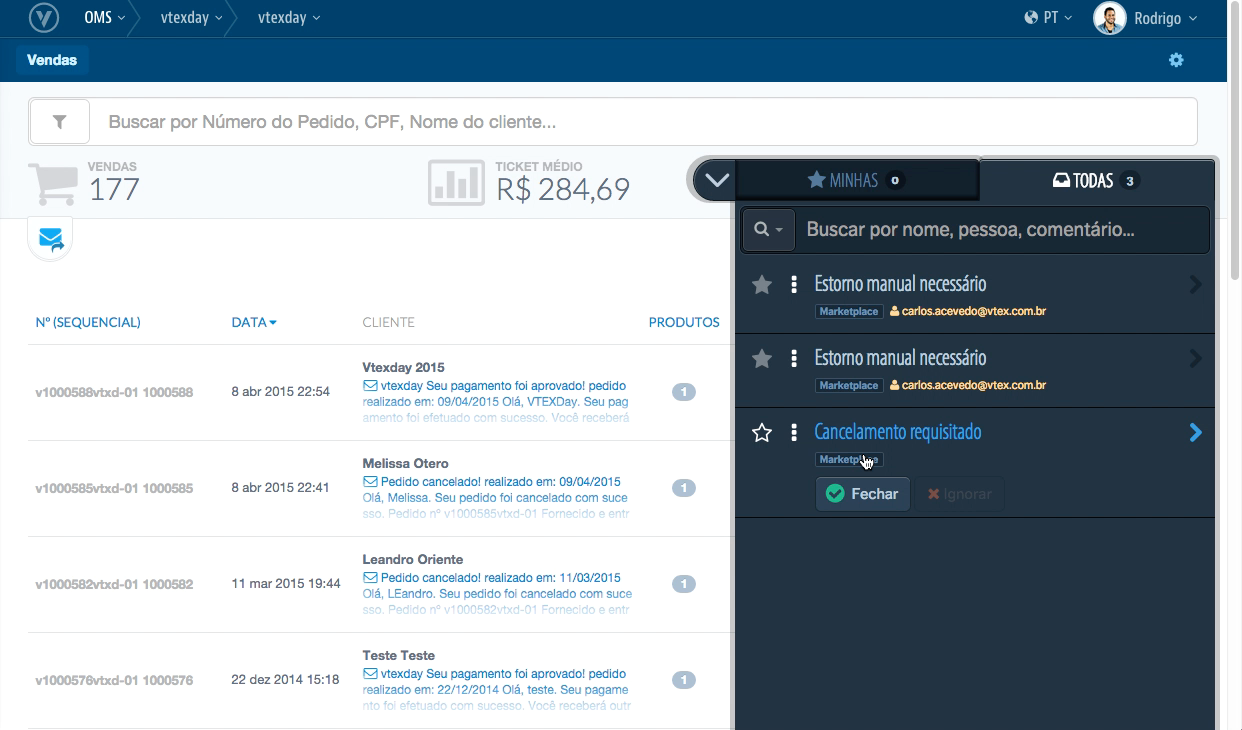 OMS vtexday vtexday PT Rodrigo
Vendas
Buscar por Número do Pedido, CPF, Nome do cliente...
VENDAS
177
TICKET MÉDIO
R$ 284,69
MINHAS 0
TODAS 3
Buscar por nome, pessoa, comentário...
Estorno manual necessário
Marketplace carlos.acevedo@vtex.com.br
Estorno manual necessário
Marketplace carlos.acevedo@vtex.com.br
Cancelamento requisitado
Marketplace
Fechar Ignorar
Nº (SEQUENCIAL) DATA CLIENTE PRODUTOS
v1000588vtxd-01 1000588
8 abr 2015 22:54
Vtexday 2015
vtexday Seu pagamento foi aprovado! pedido
realizado em: 09/04/2015 Olá, VTEXDay. Seu pag
amento foi efetuado com sucesso. Você receberá
1
v1000585vtxd-01 1000585
8 abr 2015 22:41
Melissa Otero
Pedido cancelado! realizado em: 09/04/2015
Olá, Melissa. Seu pedido foi cancelado com suce
sso. Pedido nº v1000585vtxd-01 Fornecido e entr
1
v1000582vtxd-01 1000582
11 mar 2015 19:44
Leandro Oriente
Pedido cancelado! realizado em: 11/03/2015
Olá, LEandro. Seu pedido foi cancelado com suce
sso. Pedido nº v1000582vtxd-01 Fornecido e entr
1
v1000576vtxd-01 1000576
22 dez 2014 15:18
Teste Teste
vtexday Seu pagamento foi aprovado! pedido
realizado em: 22/12/2014 Olá, teste. Seu pagame
nto foi efetuado com sucesso. Você receberá outr
1